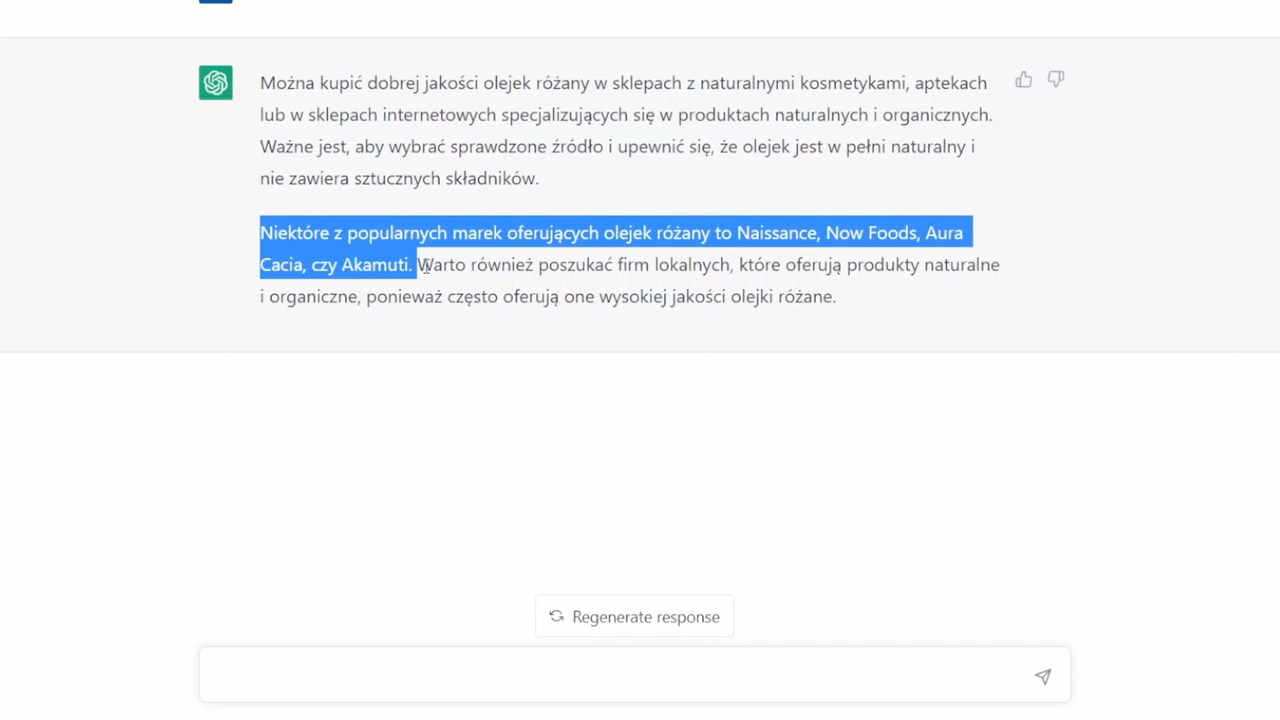 Można kupić dobrej jakości olejek różany w sklepach z naturalnymi kosmetykami, aptekach
lub w sklepach internetowych specjalizujących się w produktach naturalnych i organicznych.
Ważne jest, aby wybrać sprawdzone źródło i upewnić się, że olejek jest w pełni naturalny i
nie zawiera sztucznych składników.
Niektóre z popularnych marek oferujących olejek różany to Naissance, Now Foods, Aura
Cacia, czy Akamuti. Warto również poszukać firm lokalnych, które oferują produkty naturalne
i organiczne, ponieważ często oferują one wysokiej jakości olejki różane.
Regenerate response